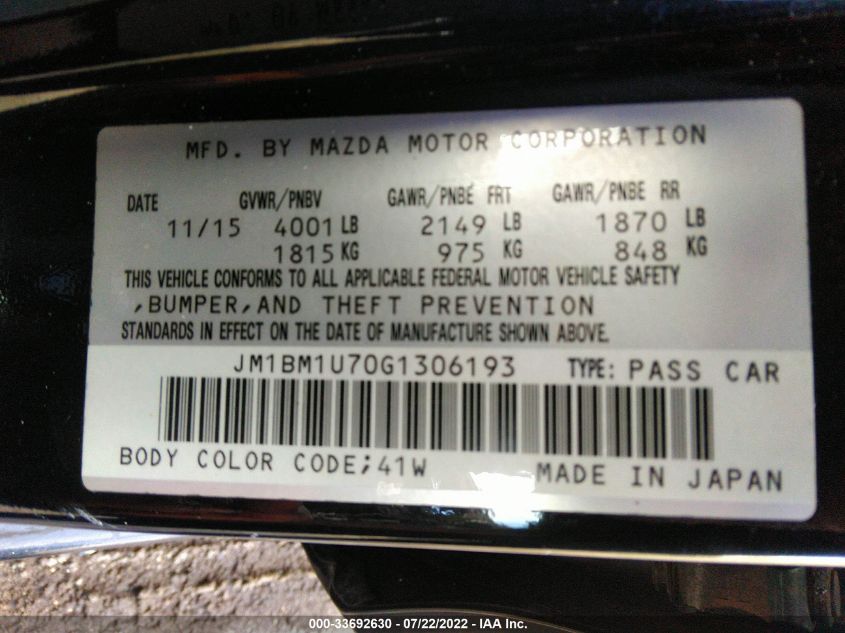 MFD. BY MAZDA MOTOR CORPORATION
DATE GVWR/PNBV GAWR/PNBE FRT GAWR/PNBE RR
11/15 4001 LB 2149 LB 1870 LB
1815 KG 975 KG 848 KG
THIS VEHICLE CONFORMS TO ALL APPLICABLE FEDERAL MOTOR VEHICLE SAFETY
,BUMPER,AND THEFT PREVENTION
STANDARDS IN EFFECT ON THE DATE OF MANUFACTURE SHOWN ABOVE.
JM1BM1U70G1306193 TYPE: PASS CAR
BODY COLOR CODE;41W MADE IN JAPAN
000-33692630 - 07/22/2022 - IAA Inc.